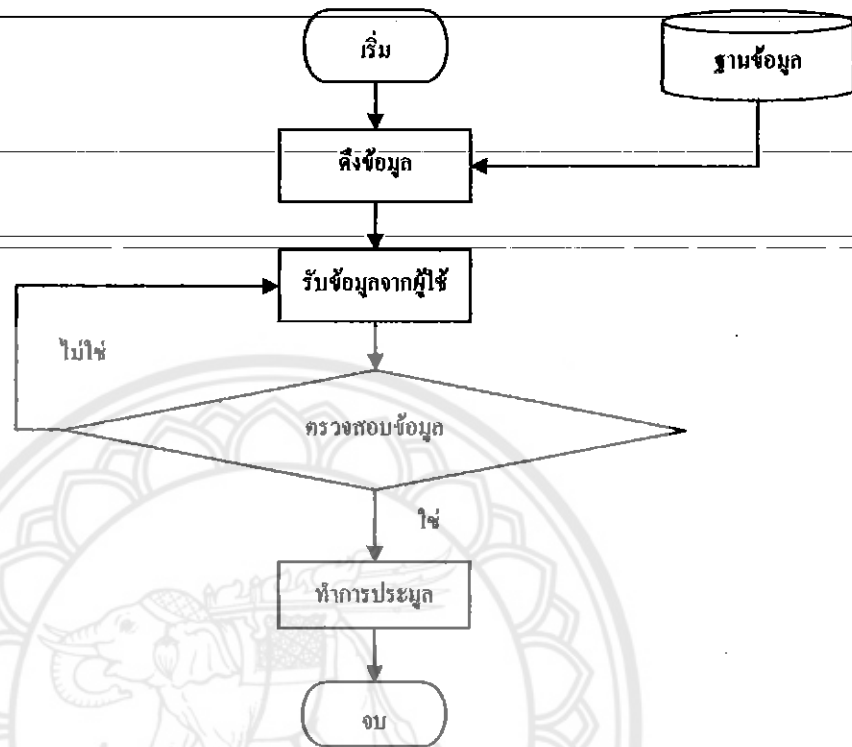 เริ่ม
ฐานข้อมูล
ดึงข้อมูล
รับข้อมูลจากผู้ใช้
ไม่ใช่
ตรวจสอบข้อมูล
ใช่
ทำการประมูล
จบ